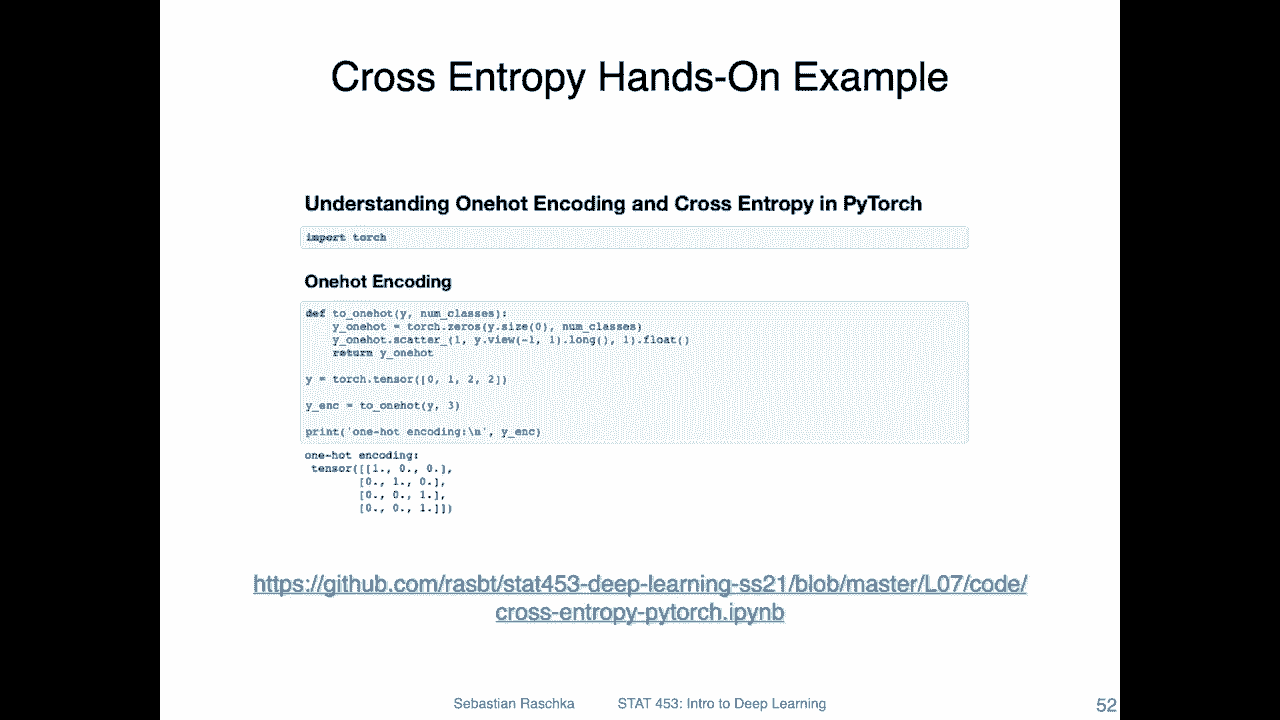 Cross Entropy Hands-On Example
Understanding Onehot Encoding and Cross Entropy in PyTorch
import torch
Onehot Encoding
def to_onehot(y, num_classes):
    y_onehot = torch.zeros(y.size(0), num_classes)
    y_onehot.scatter_(1, y.view(-1, 1).long(), 1).float()
    return y_onehot
y = torch.tensor([0, 1, 2, 2])
y_enc = to_onehot(y, 3)
print('one-hot encoding:\n', y_enc)
one-hot encoding:
 tensor([[1., 0., 0.],
        [0., 1., 0.],
        [0., 0., 1.],
        [0., 0., 1.]])
https://github.com/rasbt/stat453-deep-learning-ss21/blob/master/L07/code/
cross-entropy-pytorch.ipynb
Sebastian Raschka STAT 453: Intro to Deep Learning 52